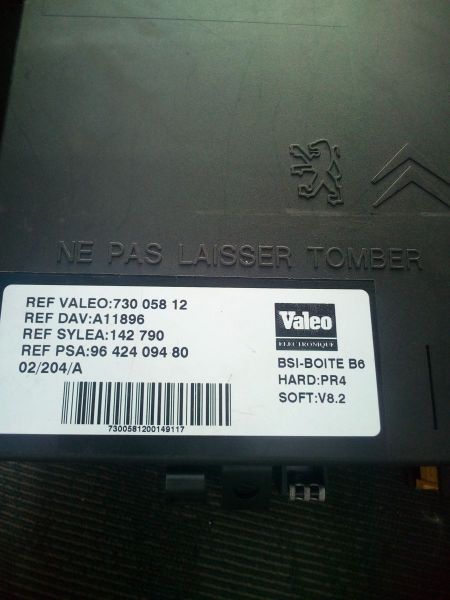 NE PAS LAISSER TOMBER
REF VALEO:730 058 12
REF DAV:A11896
REF SYLEA:142 790
REF PSA:96 424 094 80
02/204/A
7300581200149117
Valeo
ELECTRONIQUE
BSI-BOITE B6
HARD:PR4
SOFT:V8.2